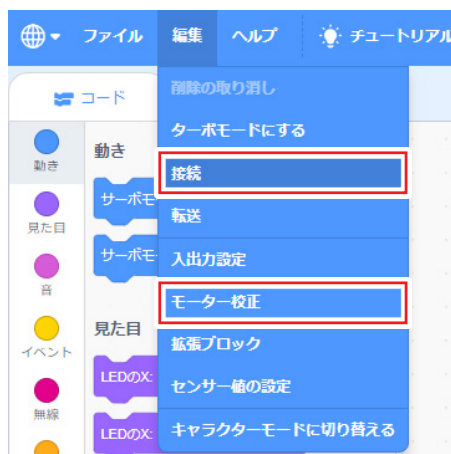 ファイル 編集 ヘルプ チュートリアル
コード
動き
見た目
音
イベント
無線
動き
サーボモ
サーボモ
見た目
LEDのX:
LEDのX:
削除の取り消し
ターボモードにする
接続
転送
入出力設定
モーター校正
拡張ブロック
センサー値の設定
キャラクターモードに切り替える